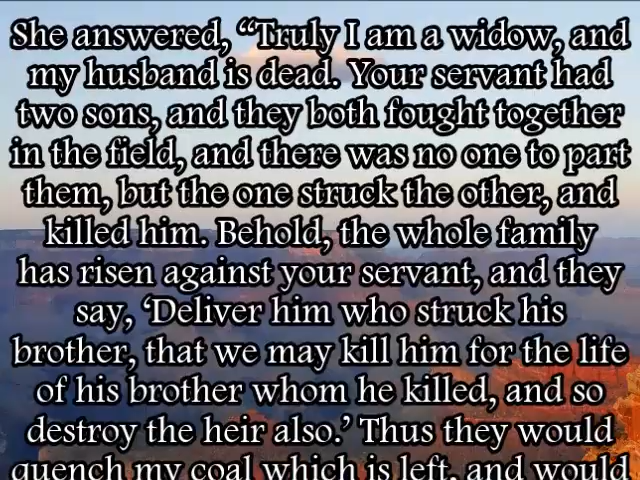 She answered, “Truly I am a widow, and
my husband is dead. Your servant had
two sons, and they both fought together
in the field, and there was no one to part
them, but the one struck the other, and
killed him. Behold, the whole family
has risen against your servant, and they
say, ‘Deliver him who struck his
brother, that we may kill him for the life
of his brother whom he killed, and so
destroy the heir also.’ Thus they would
quench my coal which is left, and would